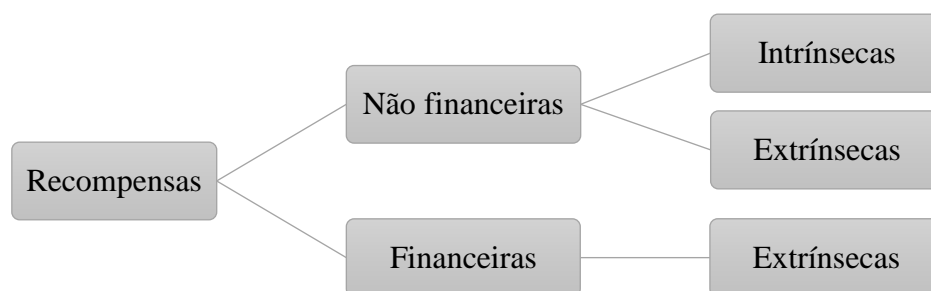 Recompensas
Não financeiras
Intrínsecas
Extrínsecas
Financeiras
Extrínsecas